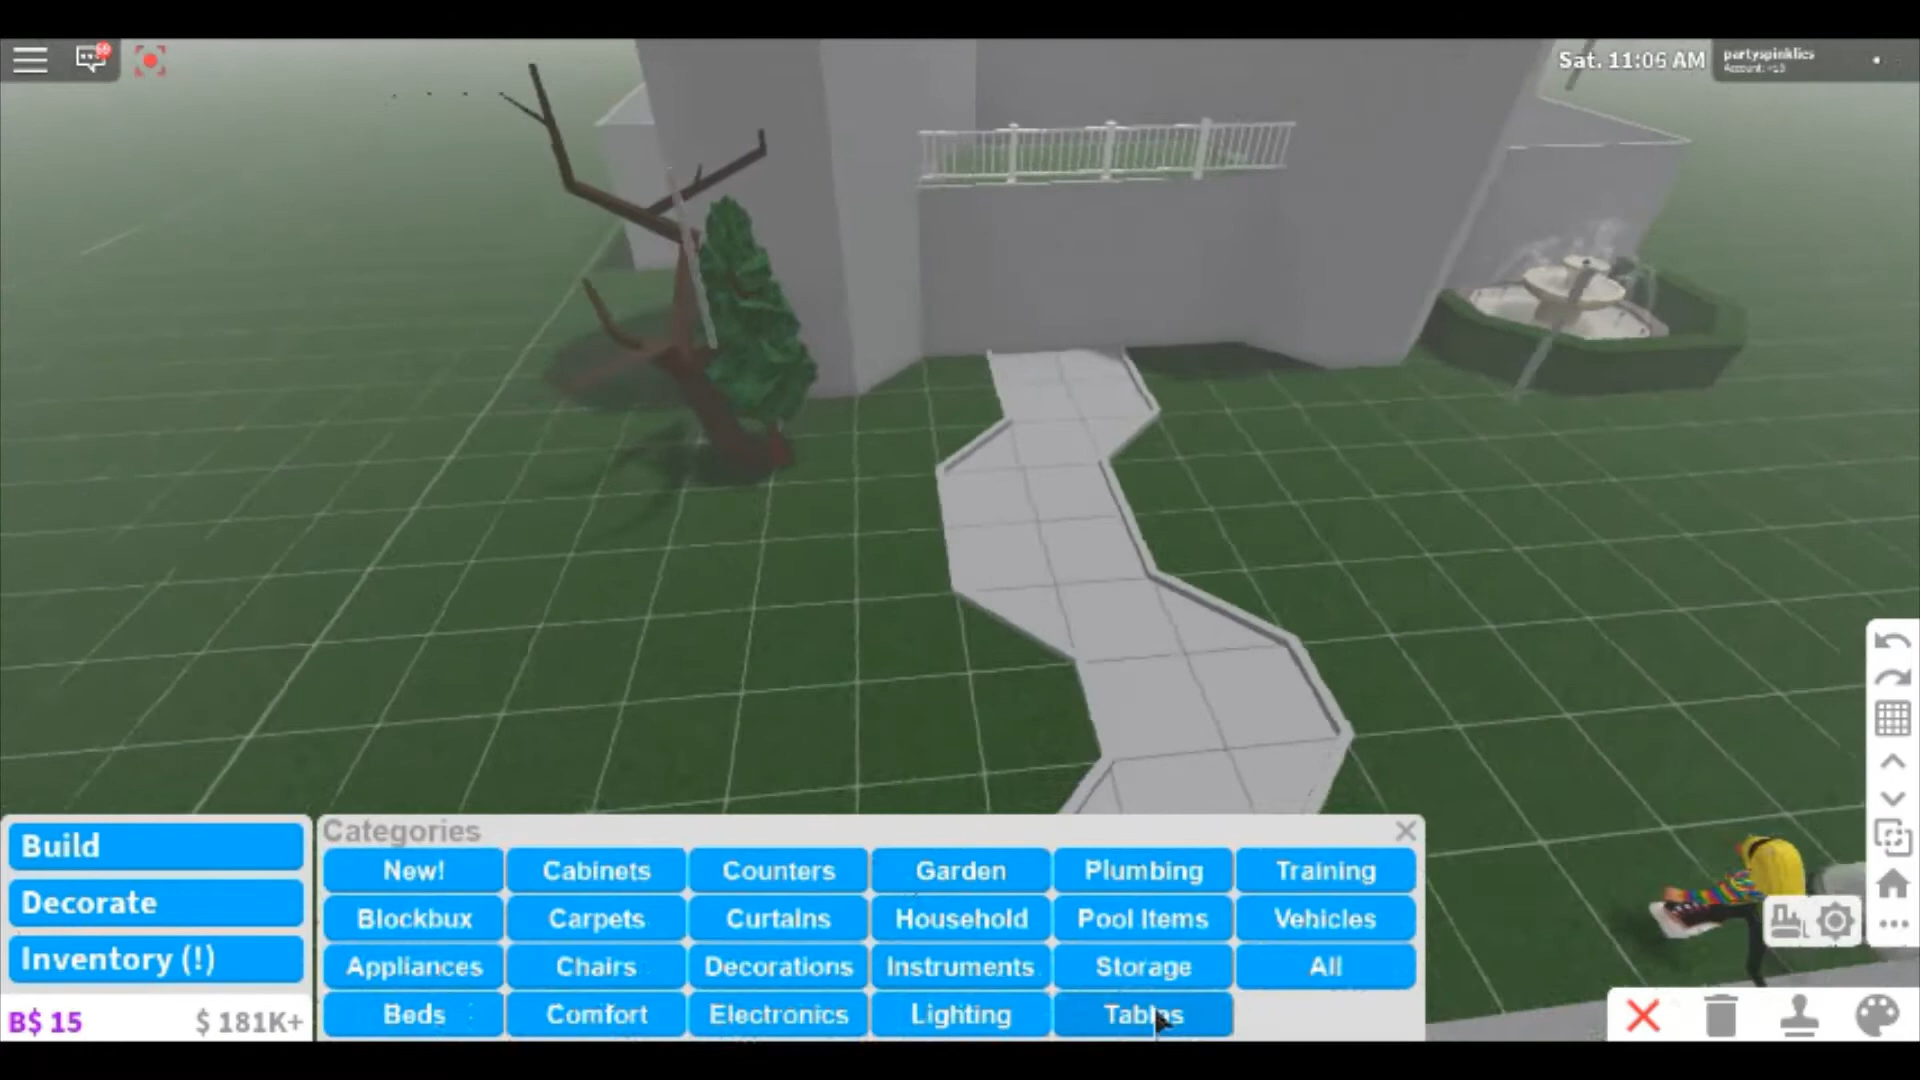 Sat. 11:06 AM
partyspinklies
Build
Decorate
Inventory (!)
B$ 15
$ 181K+
Categories
New! Cabinets Counters Garden Plumbing Training
Blockbux Carpets Curtains Household Pool Items Vehicles
Appliances Chairs Decorations Instruments Storage All
Beds Comfort Electronics Lighting Tables